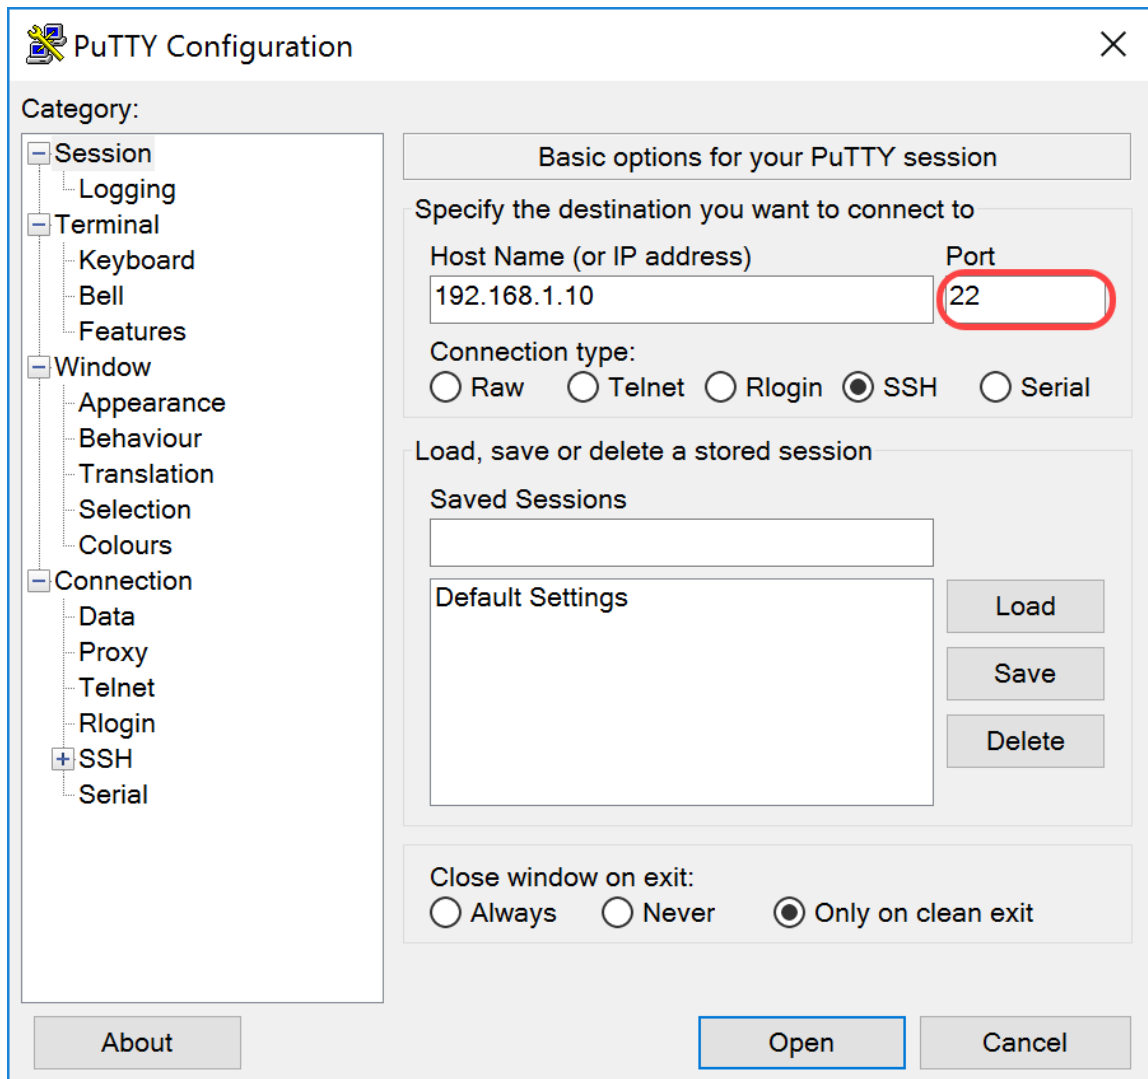 PuTTY Configuration
Category:
Session
Logging
Terminal
Keyboard
Bell
Features
Window
Appearance
Behaviour
Translation
Selection
Colours
Connection
Data
Proxy
Telnet
Rlogin
SSH
Serial
Basic options for your PuTTY session
Specify the destination you want to connect to
Host Name (or IP address) Port
192.168.1.10 22
Connection type:
Raw Telnet Rlogin SSH Serial
Load, save or delete a stored session
Saved Sessions
Default Settings
Load
Save
Delete
Close window on exit:
Always Never Only on clean exit
About Open Cancel